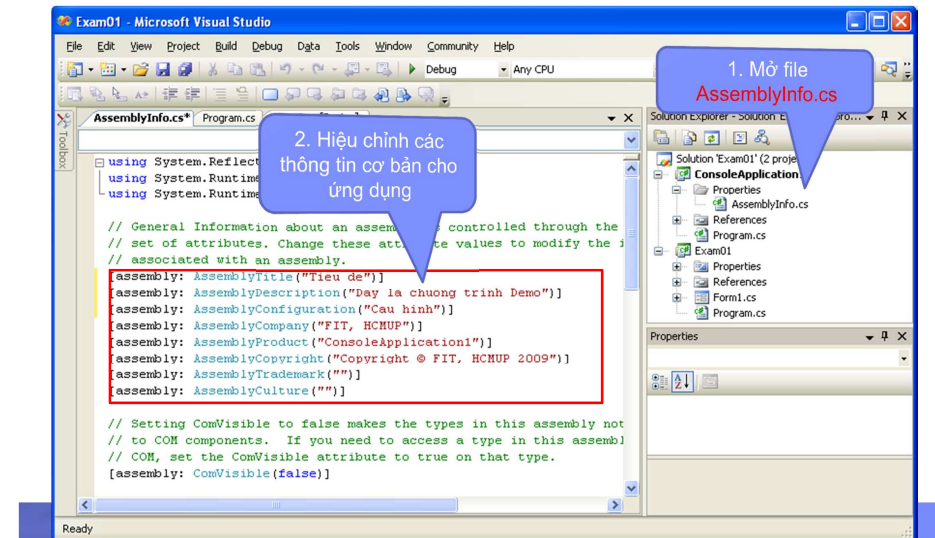 Exam01 - Microsoft Visual Studio
File Edit View Project Build Debug Data Tools Window Community Help
Debug Any CPU
1. Mở file
AssemblyInfo.cs
AssemblyInfo.cs* Program.cs
Solution Explorer - Solution
Toolbox
2. Hiệu chỉnh các
thông tin cơ bản cho
ứng dụng
using System.Reflect
using System.Runtime
using System.Runtime
// General Information about an controlled through the
// set of attributes. Change these values to modify the i
// associated with an assembly.
[assembly: AssemblyTitle("Tieu de")]
[assembly: AssemblyDescription("Day la chuong trinh Demo")]
[assembly: AssemblyConfiguration("Cau hinh")]
[assembly: AssemblyCompany("FIT, HCMUP")]
[assembly: AssemblyProduct("ConsoleApplication1")]
[assembly: AssemblyCopyright("Copyright © FIT, HCMUP 2009")]
[assembly: AssemblyTrademark("")]
[assembly: AssemblyCulture("")]
// Setting ComVisible to false makes the types in this assembly not
// to COM components. If you need to access a type in this assembl
// COM, set the ComVisible attribute to true on that type.
[assembly: ComVisible(false)]
Solution 'Exam01' (2 proje
ConsoleApplication
Properties
AssemblyInfo.cs
References
Program.cs
Exam01
Properties
References
Form1.cs
Program.cs
Properties
Ready